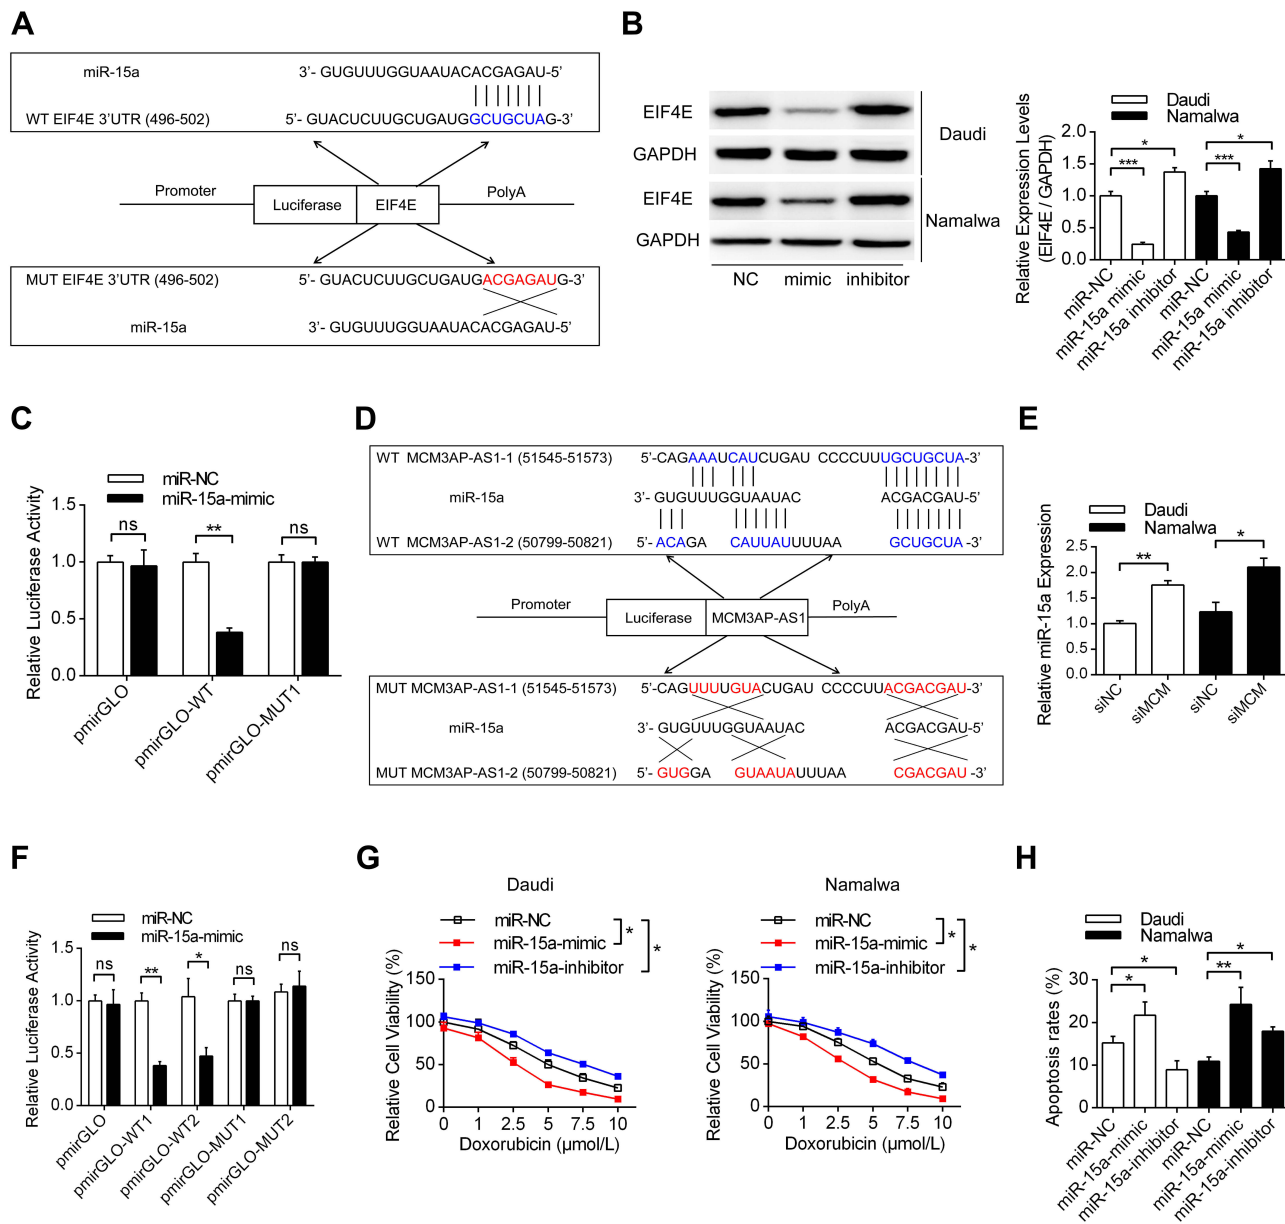 A
miR-15a 3’- GUGUUUGGUAAUACACGAGAU-5’
WT EIF4E 3’UTR (496-502) 5’- GUACUCUUGCUGAUGGCUGCUAG-3’
Promoter Luciferase EIF4E PolyA
MUT EIF4E 3’UTR (496-502) 5’- GUACUCUUGCUGAUGACGAGAUG-3’
miR-15a 3’- GUGUUUGGUAAUACACGAGAU-5’
B
EIF4E
GAPDH
Daudi
EIF4E
GAPDH
Namalwa
NC mimic inhibitor
Daudi
Namalwa
Relative Expression Levels
(EIF4E / GAPDH)
2.0
1.5
1.0
0.5
0.0
*** * *** *
miR-NC
miR-15a mimic
miR-15a inhibitor
miR-NC
miR-15a mimic
miR-15a inhibitor
C
miR-NC
miR-15a-mimic
Relative Luciferase Activity
1.5
1.0
0.5
0.0
ns ** ns
pmirGLO
pmirGLO-WT
pmirGLO-MUT1
D
WT MCM3AP-AS1-1 (51545-51573) 5’-CAGAAAUCAUCUGAU CCCCUUUGCUGCUA-3’
miR-15a 3’- GUGUUUGGUAAUAC ACGACGAU-5’
WT MCM3AP-AS1-2 (50799-50821) 5’- ACAGA CAUUAUUUUAA GCUGCUA-3’
Promoter Luciferase MCM3AP-AS1 PolyA
MUT MCM3AP-AS1-1 (51545-51573) 5’-CAGUUUUGUACUGAU CCCCUUACGACGAU-3’
miR-15a 3’- GUGUUUGGUAAUAC ACGACGAU-5’
MUT MCM3AP-AS1-2 (50799-50821) 5’- GUGGA GUAAUAUUUAA CGACGAU -3’
E
Daudi
Namalwa
Relative miR-15a Expression
2.5
2.0
1.5
1.0
0.5
0.0
** *
siNC
siMCM
siNC
siMCM
F
miR-NC
miR-15a-mimic
Relative Luciferase Activity
1.5
1.0
0.5
0.0
ns ** * ns ns
pmirGLO
pmirGLO-WT1
pmirGLO-WT2
pmirGLO-MUT1
pmirGLO-MUT2
G
Daudi
miR-NC
miR-15a-mimic
miR-15a-inhibitor
* *
Relative Cell Viability (%)
150
100
50
0
0 1 2.5 5 7.5 10
Doxorubicin (μmol/L)
Namalwa
miR-NC
miR-15a-mimic
miR-15a-inhibitor
* *
Relative Cell Viability (%)
150
100
50
0
0 1 2.5 5 7.5 10
Doxorubicin (μmol/L)
H
Daudi
Namalwa
Apoptosis rates (%)
30
20
10
0
* * ** *
miR-NC
miR-15a-mimic
miR-15a-inhibitor
miR-NC
miR-15a-mimic
miR-15a-inhibitor